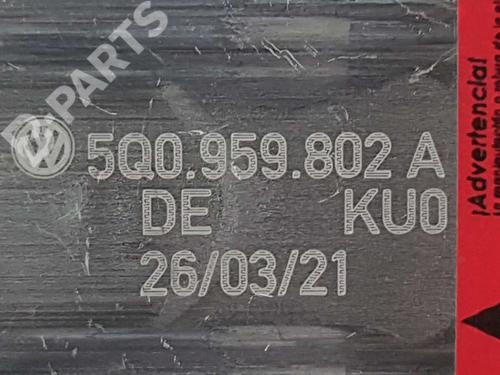 B-PARTS
5Q0.959.802 A
DE KU0
26/03/21
¡Advertencia!